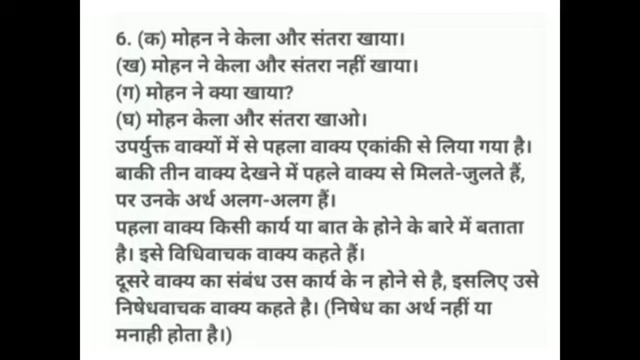 6. (क) मोहन ने केला और संतरा खाया।
(ख) मोहन ने केला और संतरा नहीं खाया।
(ग) मोहन ने क्या खाया?
(घ) मोहन केला और संतरा खाओ।
उपर्युक्त वाक्यों में से पहला वाक्य एकांकी से लिया गया है।
बाकी तीन वाक्य देखने में पहले वाक्य से मिलते-जुलते हैं,
पर उनके अर्थ अलग-अलग हैं।
पहला वाक्य किसी कार्य या बात के होने के बारे में बताता
है। इसे विधिवाचक वाक्य कहते हैं।
दूसरे वाक्य का संबंध उस कार्य के न होने से है, इसलिए उसे
निषेधवाचक वाक्य कहते है। (निषेध का अर्थ नहीं या
मनाही होता है।)